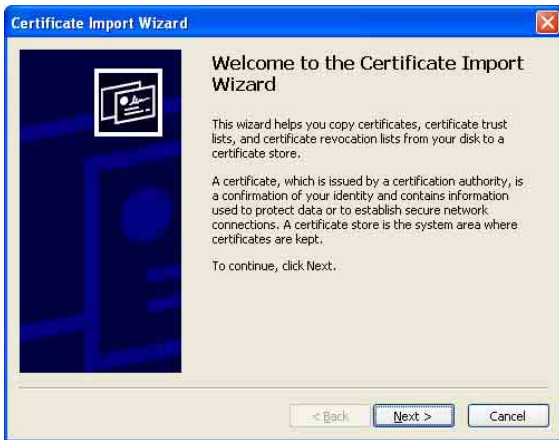 Certificate Import Wizard
Welcome to the Certificate Import
Wizard
This wizard helps you copy certificates, certificate trust
lists, and certificate revocation lists from your disk to a
certificate store.
A certificate, which is issued by a certification authority, is
a confirmation of your identity and contains information
used to protect data or to establish secure network
connections. A certificate store is the system area where
certificates are kept.
To continue, click Next.
< Back
Next >
Cancel